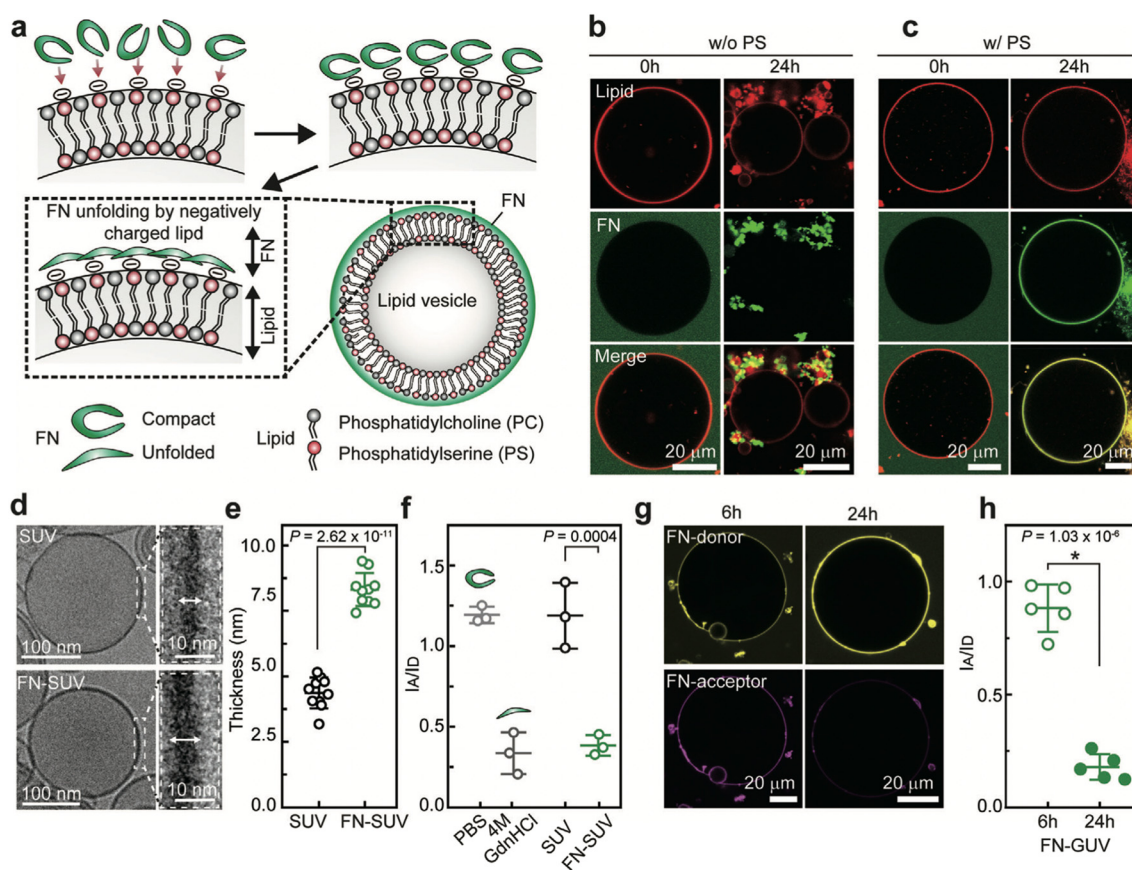 a
FN unfolding by negatively
charged lipd
FN
Lipid
FN
Lipid vesicle
FN
Compact
Unfolded
Lipid
Phosphatidylcholine (PC)
Phosphatidylserine (PS)
b
w/o PS
0h
24h
Lipid
FN
Merge
20 μm
20 μm
c
w/ PS
0h
24h
20 μm
20 μm
d
SUV
100 nm
10 nm
FN-SUV
100 nm
10 nm
e
P = 2.62 x 10⁻¹¹
Thickness (nm)
10.0
7.5
5.0
2.5
0.0
SUV
FN-SUV
f
P = 0.0004
IA/ID
1.5
1.0
0.5
0.0
PBS
4M
GdnHCl
SUV
FN-SUV
g
6h
24h
FN-donor
FN-acceptor
20 μm
20 μm
h
P = 1.03 x 10⁻⁶
*
IA/ID
1.0
0.5
0.0
6h
24h
FN-GUV